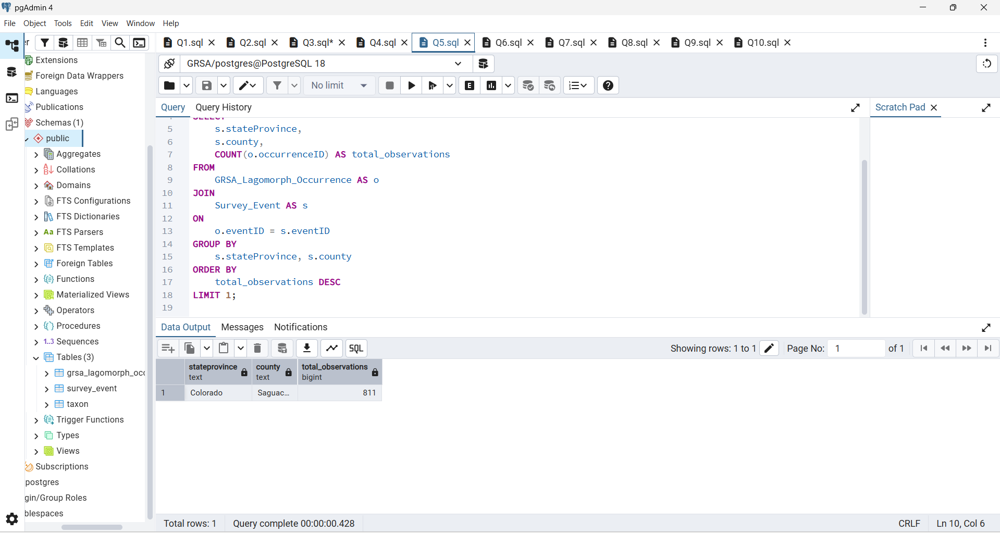 pgAdmin 4
File Object Tools Edit View Window Help
Q1.sql Q2.sql Q3.sql* Q4.sql Q5.sql Q6.sql Q7.sql Q8.sql Q9.sql Q10.sql
GRSA/postgres@PostgreSQL 18
No limit
E
Query Query History
Scratch Pad
Extensions
Foreign Data Wrappers
Languages
Publications
Schemas (1)
public
Aggregates
Collations
Domains
FTS Configurations
FTS Dictionaries
Aa FTS Parsers
FTS Templates
Foreign Tables
Functions
Materialized Views
Operators
Procedures
1..3 Sequences
Tables (3)
grsa_lagomorph_occ
survey_event
taxon
Trigger Functions
Types
Views
Subscriptions
postgres
gin/Group Roles
blespaces
SELECT
5 s.stateProvince,
6 s.county,
7 COUNT(o.occurrenceID) AS total_observations
8 FROM
9 GRSA_Lagomorph_Occurrence AS o
10 JOIN
11 Survey_Event AS s
12 ON
13 o.eventID = s.eventID
14 GROUP BY
15 s.stateProvince, s.county
16 ORDER BY
17 total_observations DESC
18 LIMIT 1;
19
Data Output Messages Notifications
SQL
Showing rows: 1 to 1 Page No: 1 of 1
stateprovince county total_observations
text text bigint
1 Colorado Saguac... 811
Total rows: 1 Query complete 00:00:00.428 CRLF Ln 10, Col 6